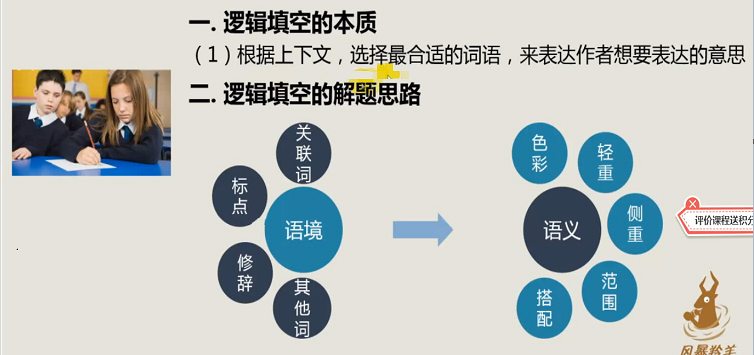 一. 逻辑填空的本质
（1）根据上下文，选择最合适的词语，来表达作者想要表达的意思
二. 逻辑填空的解题思路
关联词
标点
语境
修辞
其他词
色彩
轻重
语义
侧重
范围
搭配
评价课程送积分
风暴羚羊